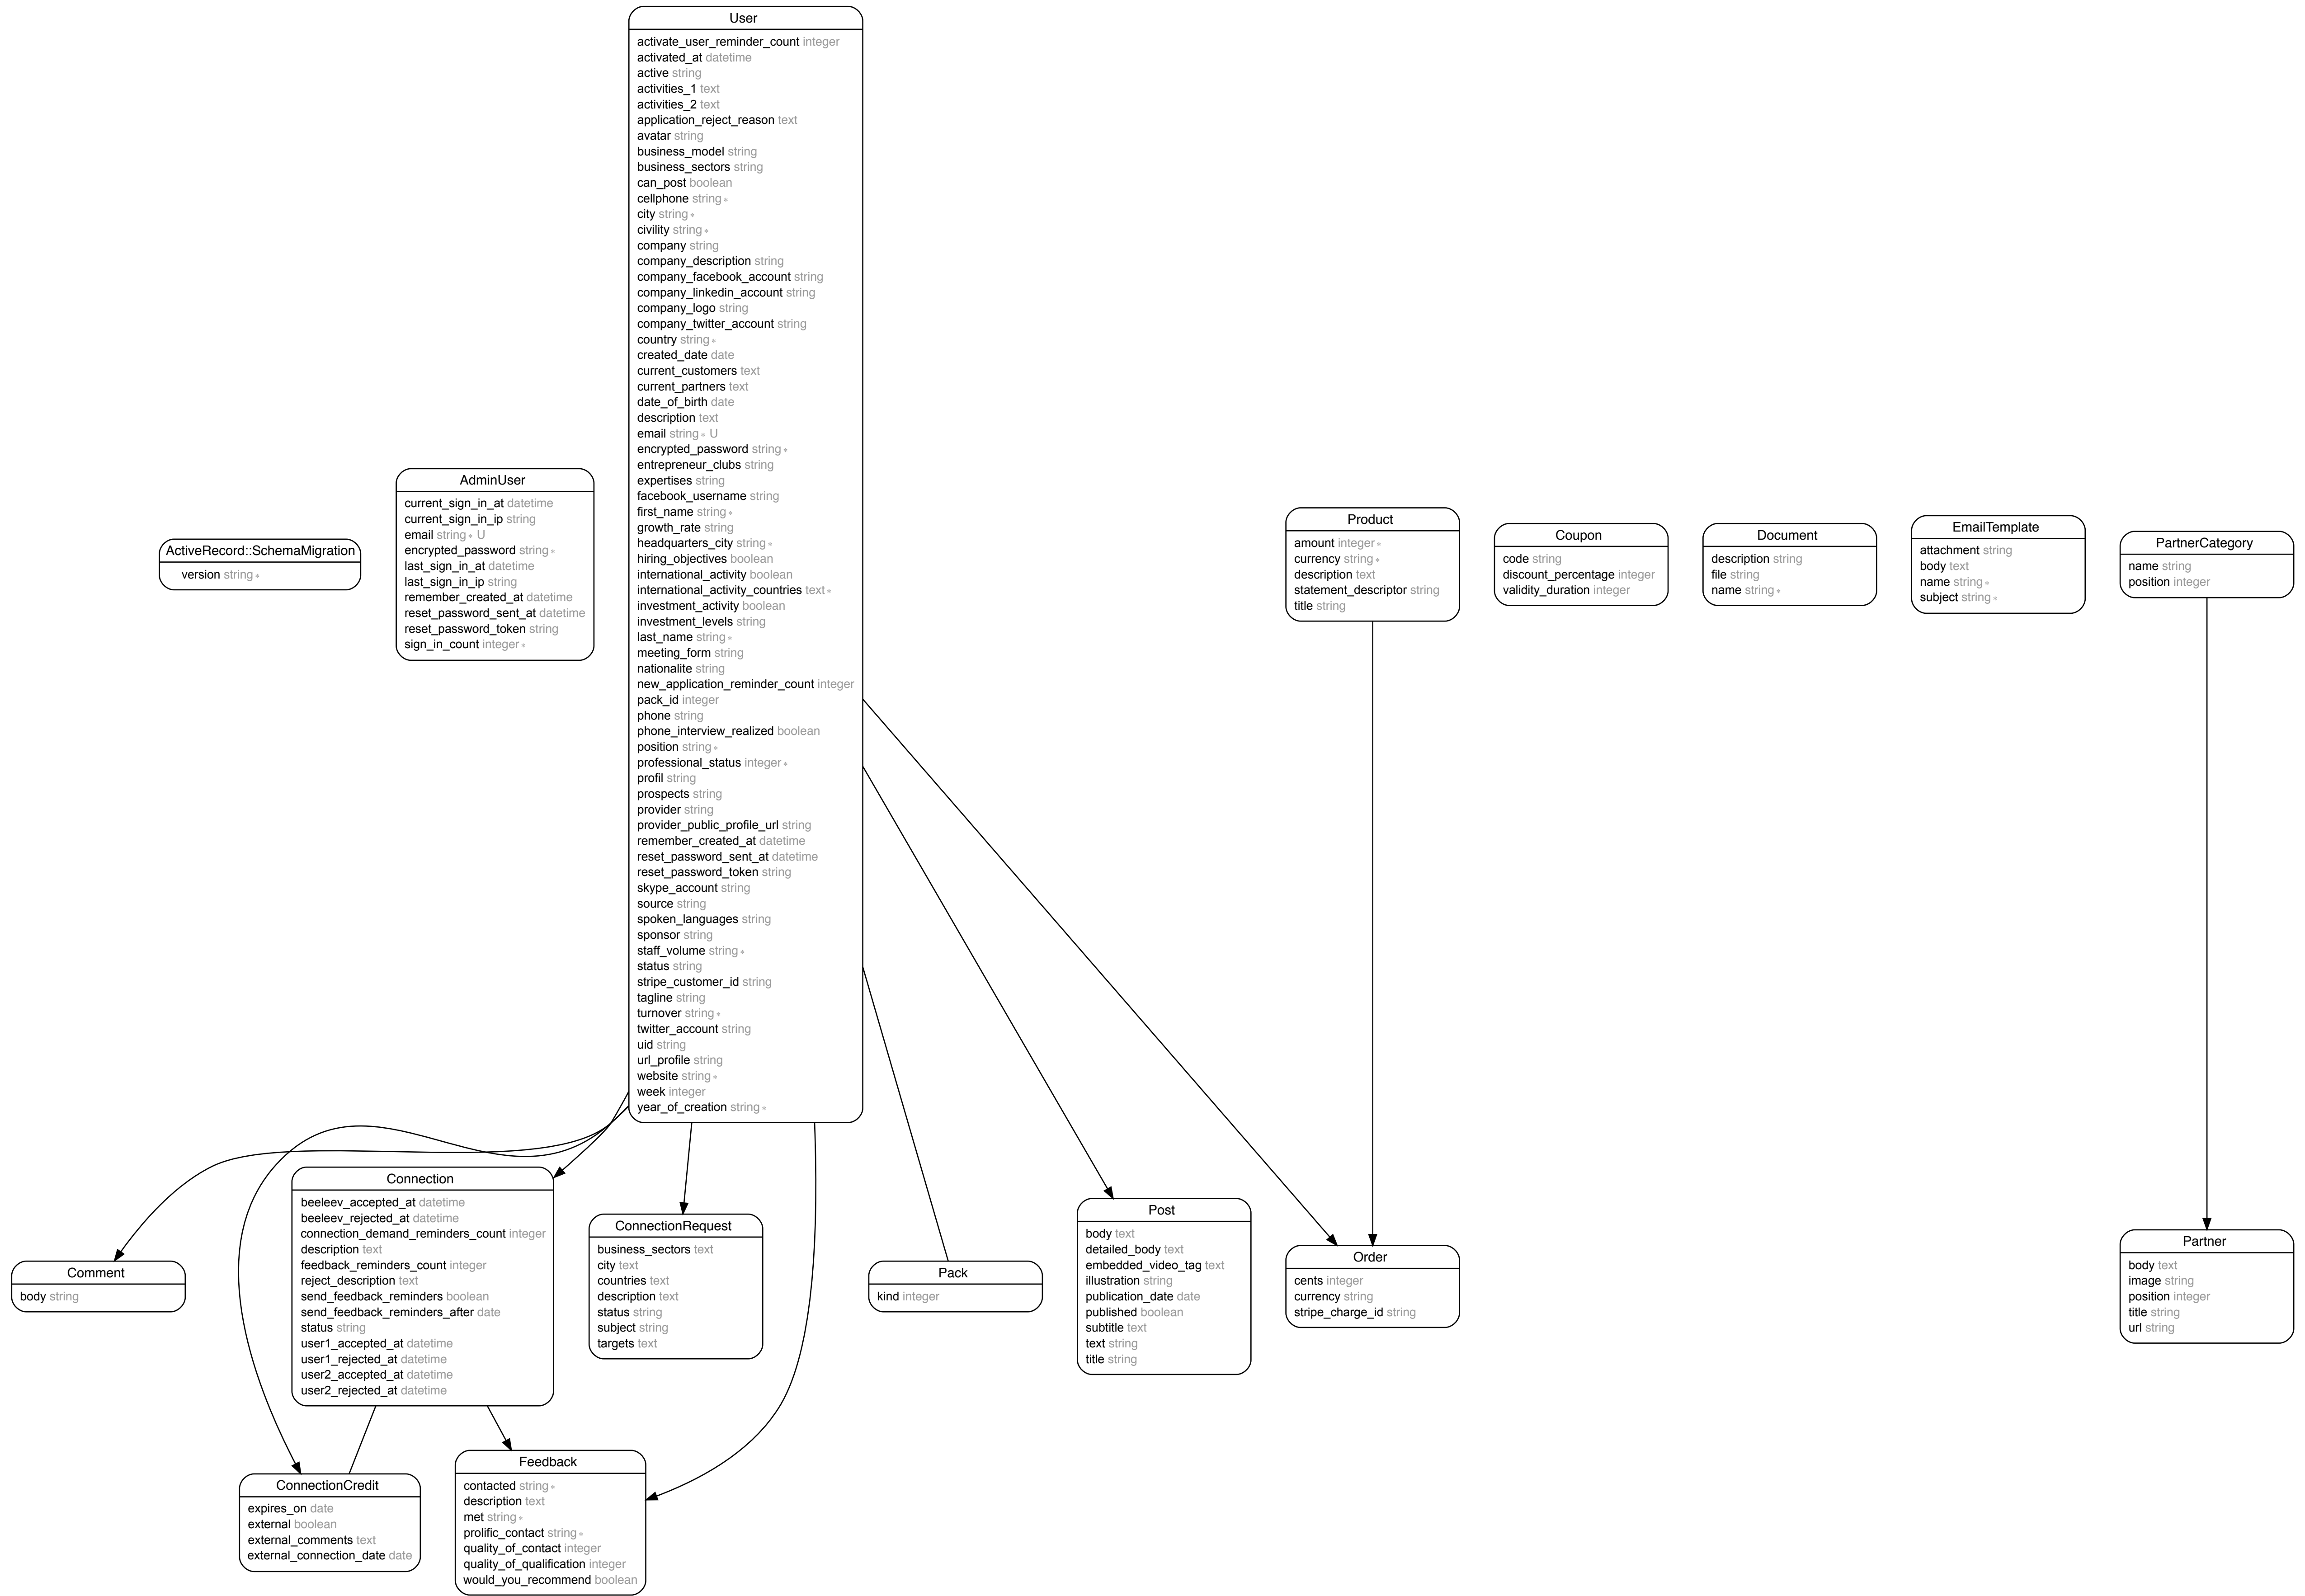 User
activate_user_reminder_count integer
activated_at datetime
active string
activities_1 text
activities_2 text
application_reject_reason text
avatar string
business_model string
business_sectors string
can_post boolean
cellphone string *
city string *
civility string *
company string
company_description string
company_facebook_account string
company_linkedin_account string
company_logo string
company_twitter_account string
country string *
created_date date
current_customers text
current_partners text
date_of_birth date
description text
email string * U
encrypted_password string *
entrepreneur_clubs string
expertises string
facebook_username string
first_name string *
growth_rate string
headquarters_city string *
hiring_objectives boolean
international_activity boolean
international_activity_countries text *
investment_activity boolean
investment_levels string
last_name string *
meeting_form string
nationalite string
new_application_reminder_count integer
pack_id integer
phone string
phone_interview_realized boolean
position string *
professional_status integer *
profil string
prospects string
provider string
provider_public_profile_url string
remember_created_at datetime
reset_password_sent_at datetime
reset_password_token string
skype_account string
source string
spoken_languages string
sponsor string
staff_volume string *
status string
stripe_customer_id string
tagline string
turnover string *
twitter_account string
uid string
url_profile string
website string *
week integer
year_of_creation string *
ActiveRecord::SchemaMigration
version string *
AdminUser
current_sign_in_at datetime
current_sign_in_ip string
email string * U
encrypted_password string *
last_sign_in_at datetime
last_sign_in_ip string
remember_created_at datetime
reset_password_sent_at datetime
reset_password_token string
sign_in_count integer *
Product
amount integer *
currency string *
description text
statement_descriptor string
title string
Coupon
code string
discount_percentage integer
validity_duration integer
Document
description string
file string
name string *
EmailTemplate
attachment string
body text
name string *
subject string *
PartnerCategory
name string
position integer
Comment
body string
Connection
beeleev_accepted_at datetime
beeleev_rejected_at datetime
connection_demand_reminders_count integer
description text
feedback_reminders_count integer
reject_description text
send_feedback_reminders boolean
send_feedback_reminders_after date
status string
user1_accepted_at datetime
user1_rejected_at datetime
user2_accepted_at datetime
user2_rejected_at datetime
ConnectionRequest
business_sectors text
city text
countries text
description text
status string
subject string
targets text
Pack
kind integer
Post
body text
detailed_body text
embedded_video_tag text
illustration string
publication_date date
published boolean
subtitle text
text string
title string
Order
cents integer
currency string
stripe_charge_id string
Partner
body text
image string
position integer
title string
url string
ConnectionCredit
expires_on date
external boolean
external_comments text
external_connection_date date
Feedback
contacted string *
description text
met string *
prolific_contact string *
quality_of_contact integer
quality_of_qualification integer
would_you_recommend boolean